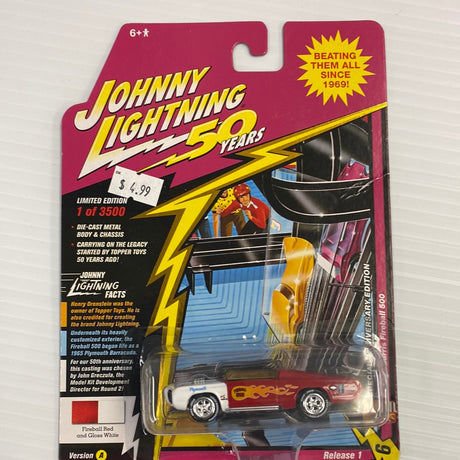 6+
BEATING
THEM ALL
SINCE
1969!
JOHNNY
LIGHTNING
50
YEARS
$ 4.99
LIMITED EDITION
1 of 3500
• DIE-CAST METAL
BODY & CHASSIS
• CARRYING ON THE LEGACY
STARTED BY TOPPER TOYS
50 YEARS AGO!
JOHNNY
LIGHTNING
FACTS
Henry Orenstein was the
owner of Topper Toys. He is
also credited for creating
the brand Johnny Lightning.
Underneath its heavily
customized exterior, the
Fireball 500 began life as a
1965 Plymouth Barracuda.
For our 50th anniversary,
this casting was chosen
by John Greczula, the
Model Kit Development
Director for Round 2!
Fireball Red
and Gloss White
Version A
EDITION
Fireball 500
Plymouth
Release 1